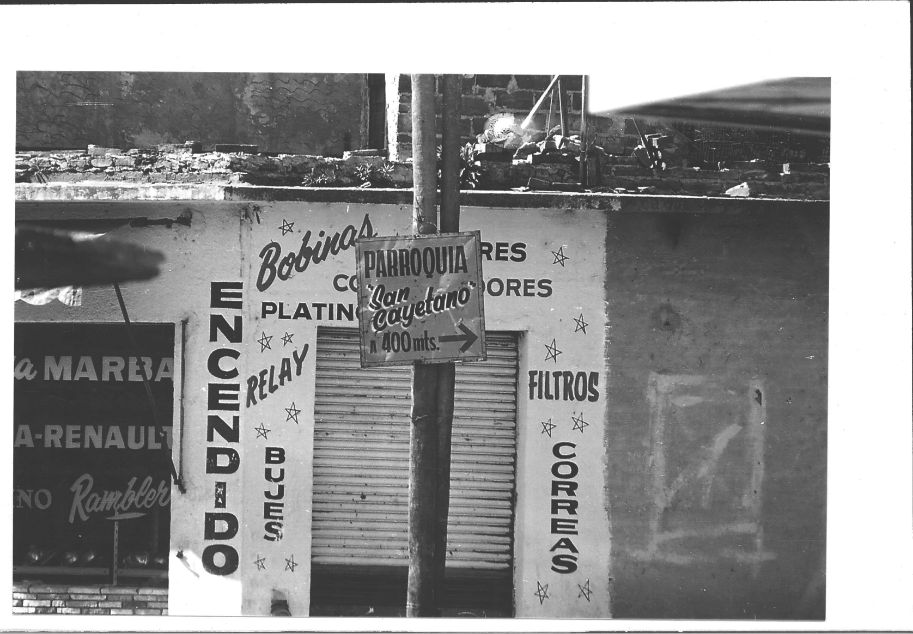 Bobinas
RES
CO
DORES
PLATIN
PARROQUIA
"San
Cayetano"
A 400 mts.
ENCENDIDO
RELAY
BUJES
FILTROS
CORREAS
a MARBA
A-RENAULT
NO Rambler